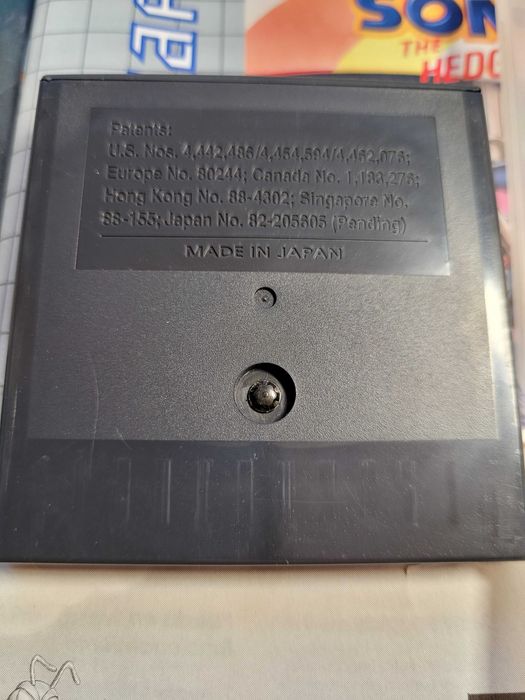 SON
THE
HEDG
Patents:
U.S. Nos. 4,442,486/4,454,594/4,462,076;
Europe No. 80244; Canada No. 1,183,276;
Hong Kong No. 88-4302; Singapore No.
88-155; Japan No. 82-205605 (Pending)
MADE IN JAPAN